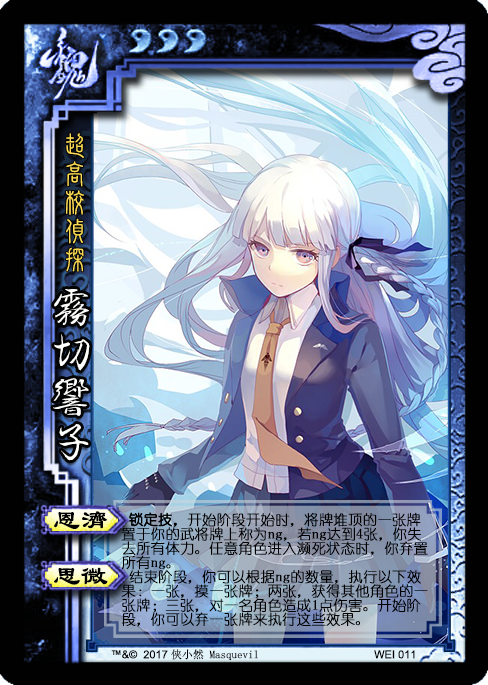 魏
超高校侦探
霧切響子
恩濟
锁定技，开始阶段开始时，将牌堆顶的一张牌
置于你的武将牌上称为ng，若ng达到4张，你失
去所有体力。任意角色进入濒死状态时，你弃置
所有ng。
思微
结束阶段，你可以根据ng的数量，执行以下效
果：一张，摸一张牌；两张，获得其他角色的一
张牌；三张，对一名角色造成1点伤害。开始阶
段，你可以弃一张牌来执行这些效果。
™&© 2017 侠小然 Masquevil
WEI 011